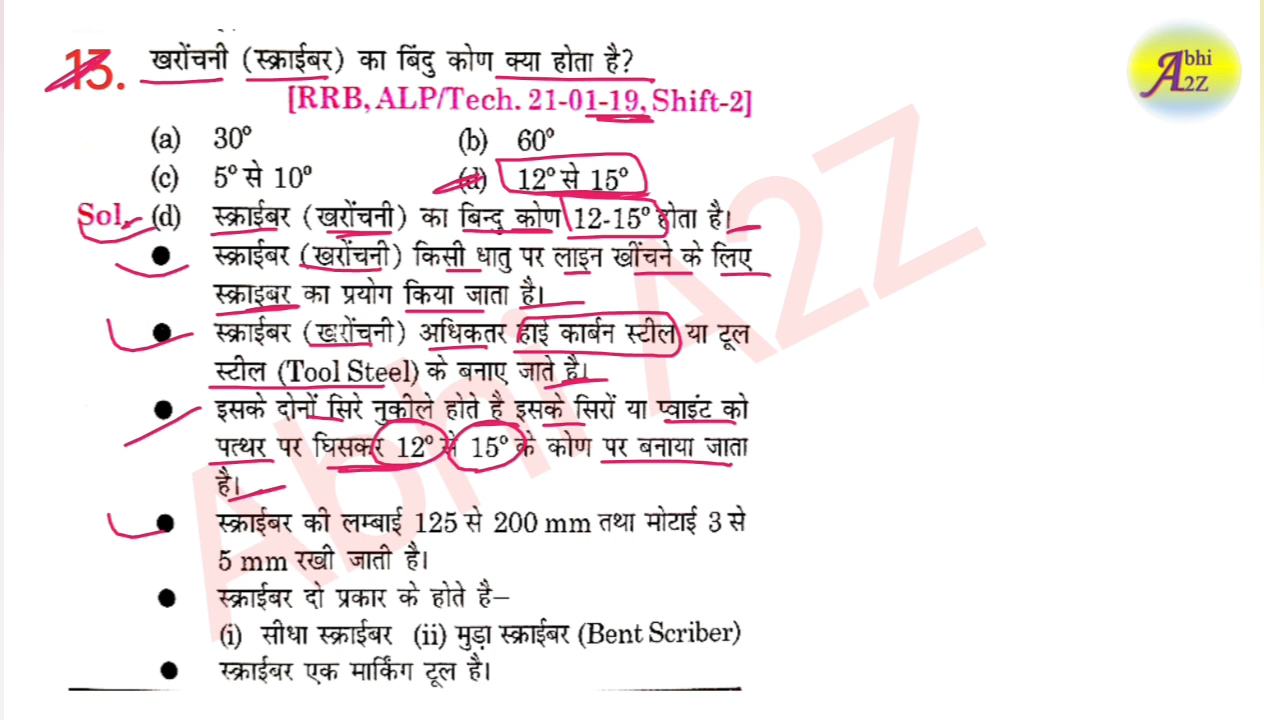 13. खरोंचनी (स्क्राईबर) का बिंदु कोण क्या होता है?
[RRB, ALP/Tech. 21-01-19, Shift-2]
(a) 30° (b) 60°
(c) 5° से 10° (d) 12° से 15°
Sol. (d) स्क्राईबर (खरोंचनी) का बिन्दु कोण 12-15° होता है।
● स्क्राईबर (खरोंचनी) किसी धातु पर लाइन खींचने के लिए
स्क्राइबर का प्रयोग किया जाता है।
● स्क्राईबर (खरोंचनी) अधिकतर हाई कार्बन स्टील या टूल
स्टील (Tool Steel) के बनाए जाते है।
● इसके दोनों सिरे नुकीले होते है इसके सिरों या प्वाइंट को
पत्थर पर घिसकर 12° से 15° के कोण पर बनाया जाता
है।
● स्क्राईबर की लम्बाई 125 से 200 mm तथा मोटाई 3 से
5 mm रखी जाती है।
● स्क्राईबर दो प्रकार के होते है–
(i) सीधा स्क्राईबर (ii) मुड़ा स्क्राईबर (Bent Scriber)
● स्क्राईबर एक मार्किंग टूल है।
Abhi A2Z
Abhi
A2Z